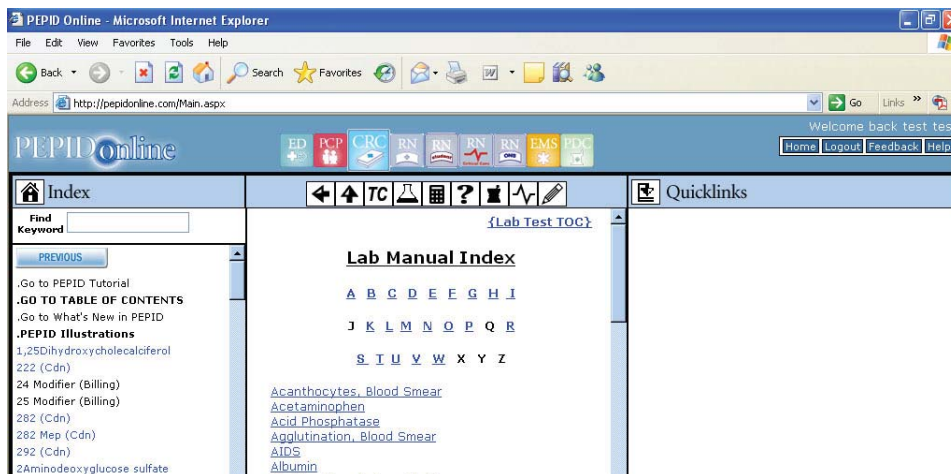 PEPID Online - Microsoft Internet Explorer
File Edit View Favorites Tools Help
Back Search Favorites
Address http://pepidonline.com/Main.aspx Go Links »
PEPIDonline
ED PCP CRC RN RN RN RN EMS PDC
Welcome back test tes
Home Logout Feedback Help
Index
TC
?
Quicklinks
Find
Keyword
PREVIOUS
.Go to PEPID Tutorial
.GO TO TABLE OF CONTENTS
.Go to What's New in PEPID
.PEPID Illustrations
1,25Dihydroxycholecalciferol
222 (Cdn)
24 Modifier (Billing)
25 Modifier (Billing)
282 (Cdn)
282 Mep (Cdn)
292 (Cdn)
2Aminodeoxyglucose sulfate
{Lab Test TOC}
Lab Manual Index
A B C D E F G H I
J K L M N O P Q R
S T U V W X Y Z
Acanthocytes, Blood Smear
Acetaminophen
Acid Phosphatase
Agglutination, Blood Smear
AIDS
Albumin